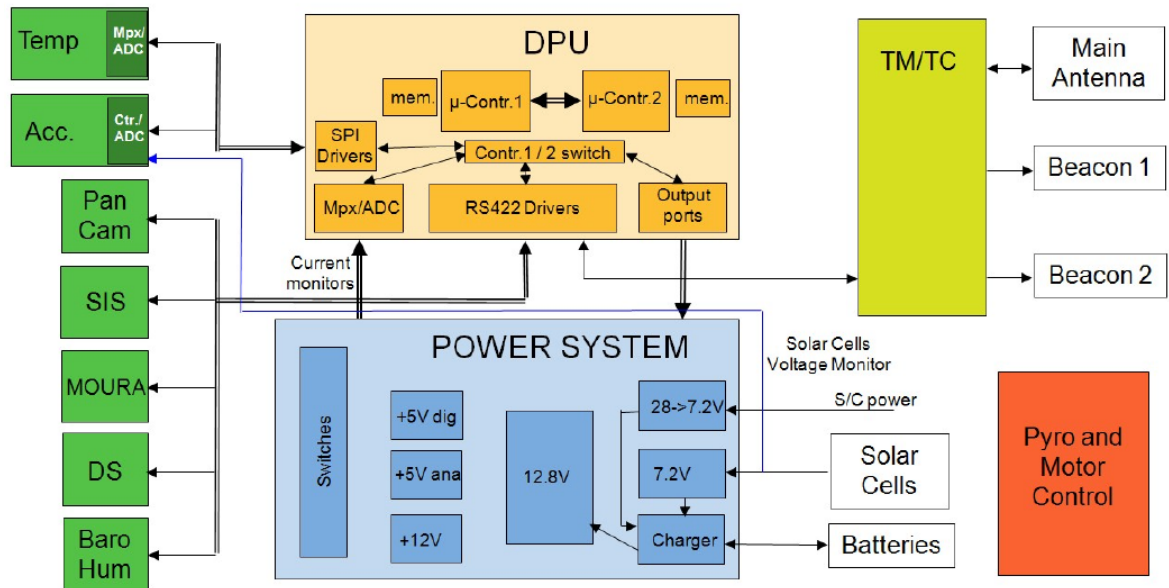 Temp
Mpx/
ADC
Acc.
Ctr./
ADC
Pan
Cam
SIS
MOURA
DS
Baro
Hum
DPU
mem.
µ-Contr.1
µ-Contr.2
mem.
SPI
Drivers
Contr.1 / 2 switch
Mpx/ADC
RS422 Drivers
Output
ports
Current
monitors
TM/TC
Main
Antenna
Beacon 1
Beacon 2
POWER SYSTEM
Switches
+5V dig
+5V ana
+12V
12.8V
28->7.2V
7.2V
Charger
Solar Cells
Voltage Monitor
S/C power
Solar
Cells
Batteries
Pyro and
Motor
Control